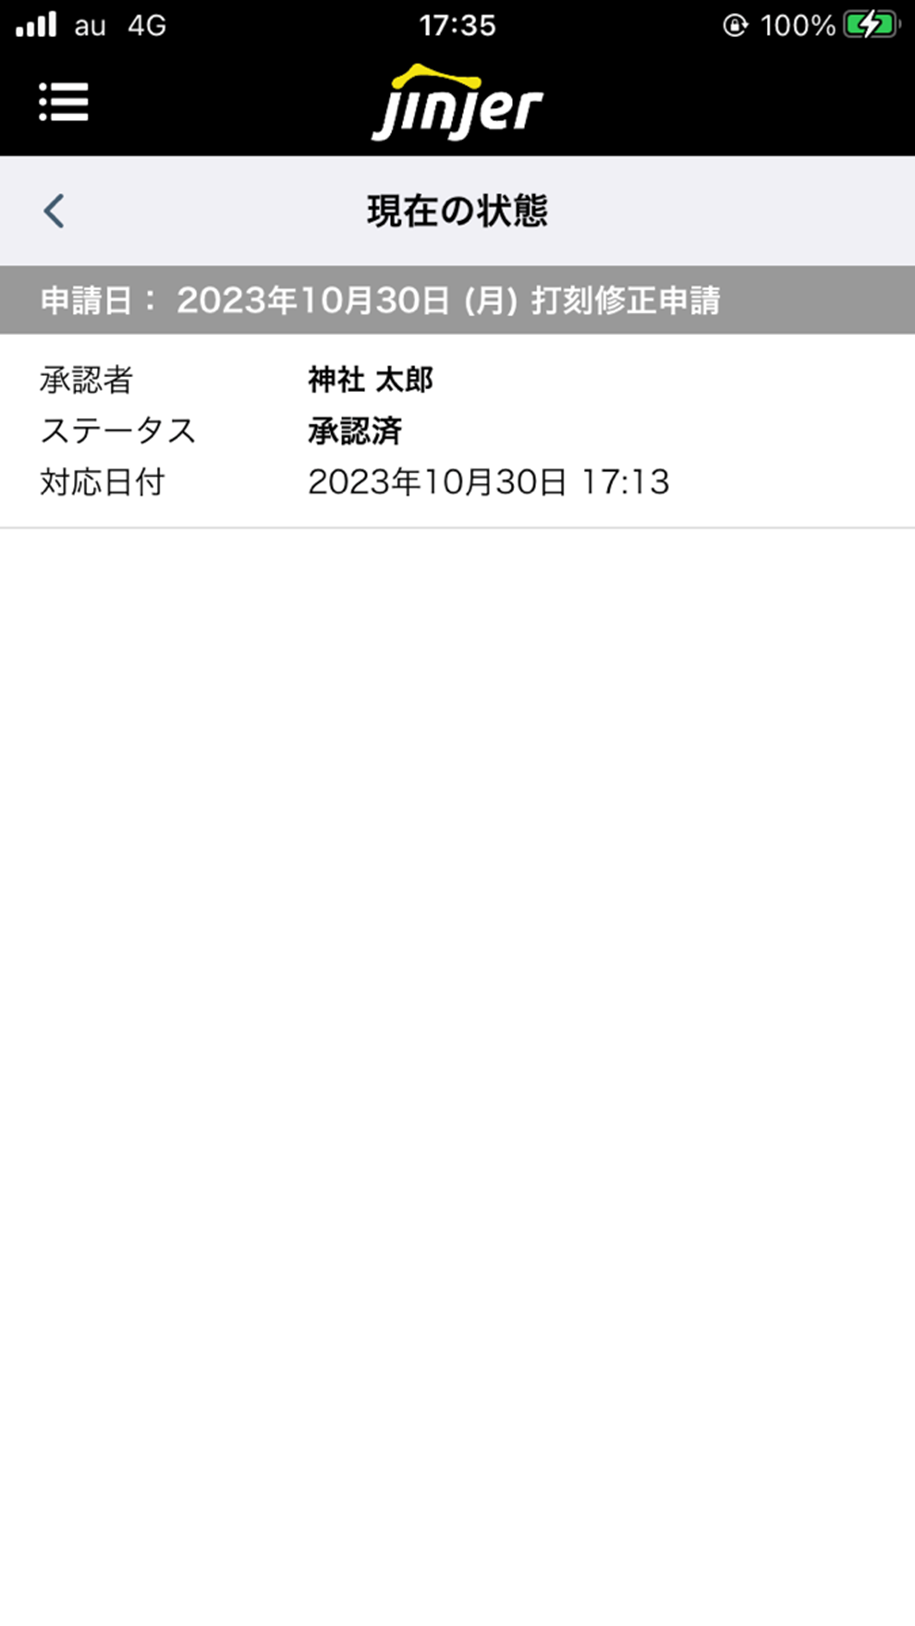 au 4G 17:35 100%
jinjer
現在の状態
申請日： 2023年10月30日 (月) 打刻修正申請
承認者 神社 太郎
ステータス 承認済
対応日付 2023年10月30日 17:13